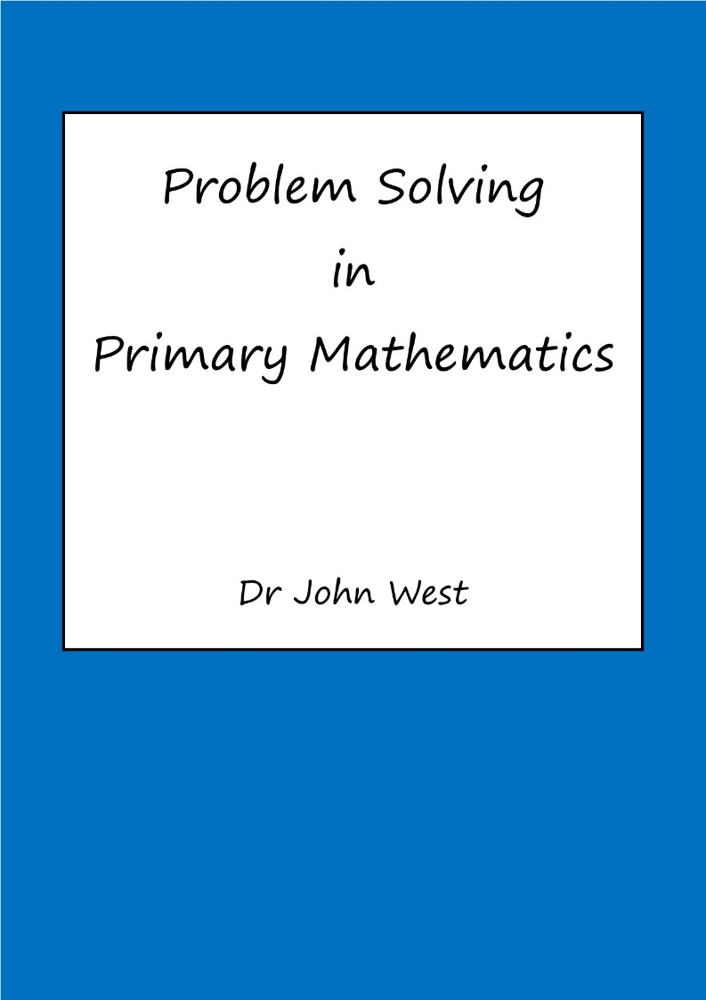 Problem Solving
in
Primary Mathematics
Dr John West